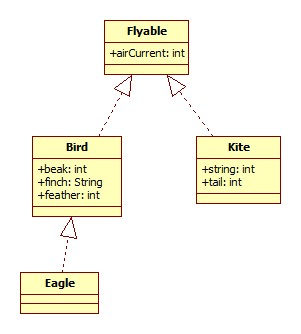 Flyable
+airCurrent: int
Bird
+beak: int
+finch: String
+feather: int
Kite
+string: int
+tail: int
Eagle